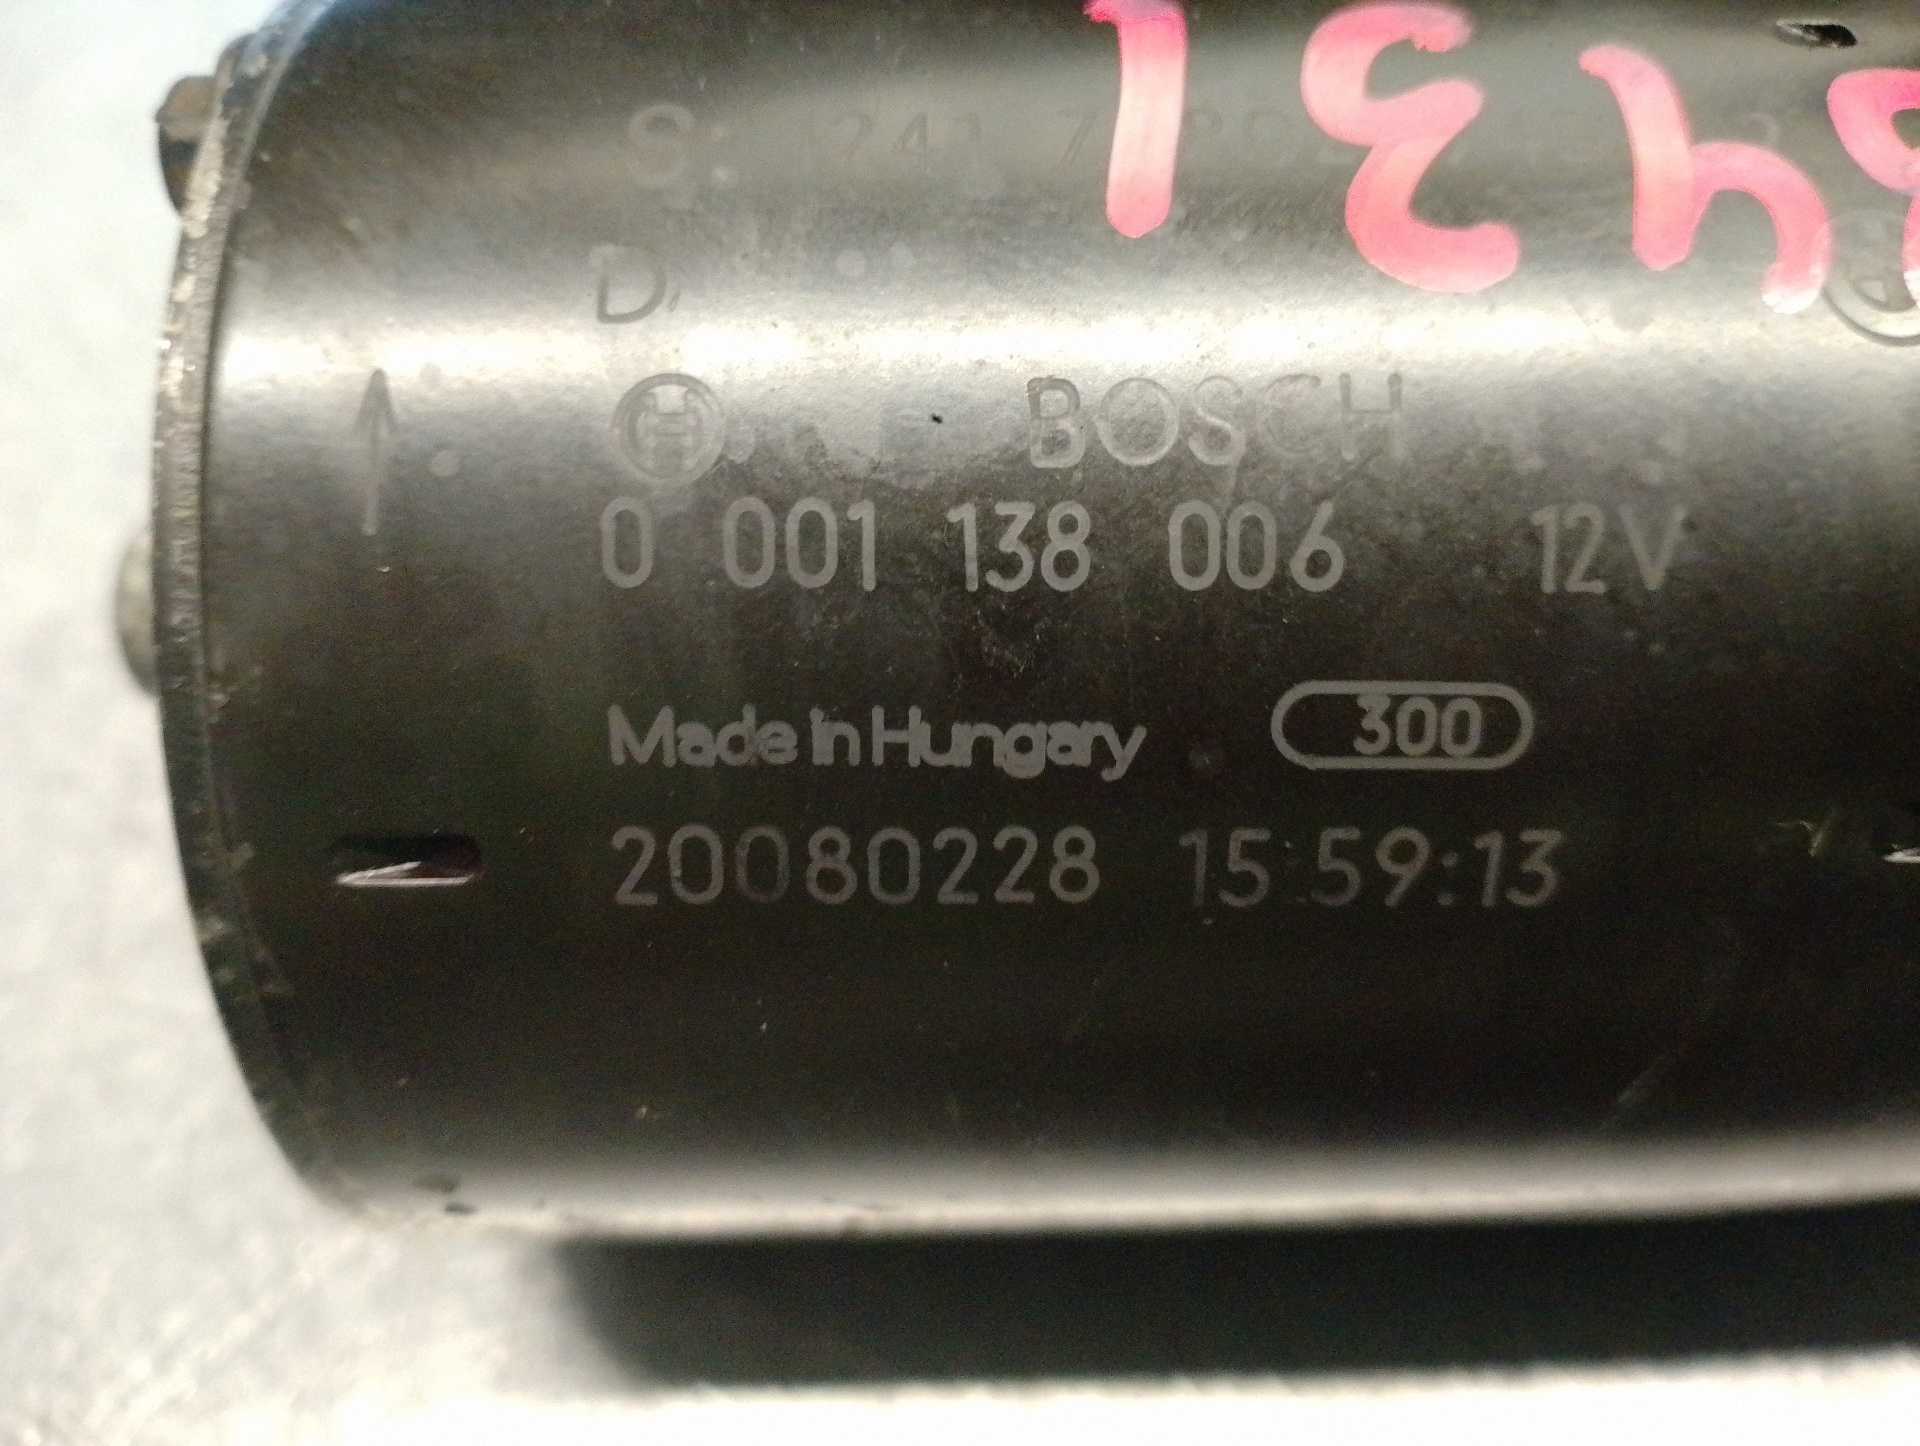 D.
BOSCH
0 001 138 006 12V
Made in Hungary 300
20080228 15:59:13